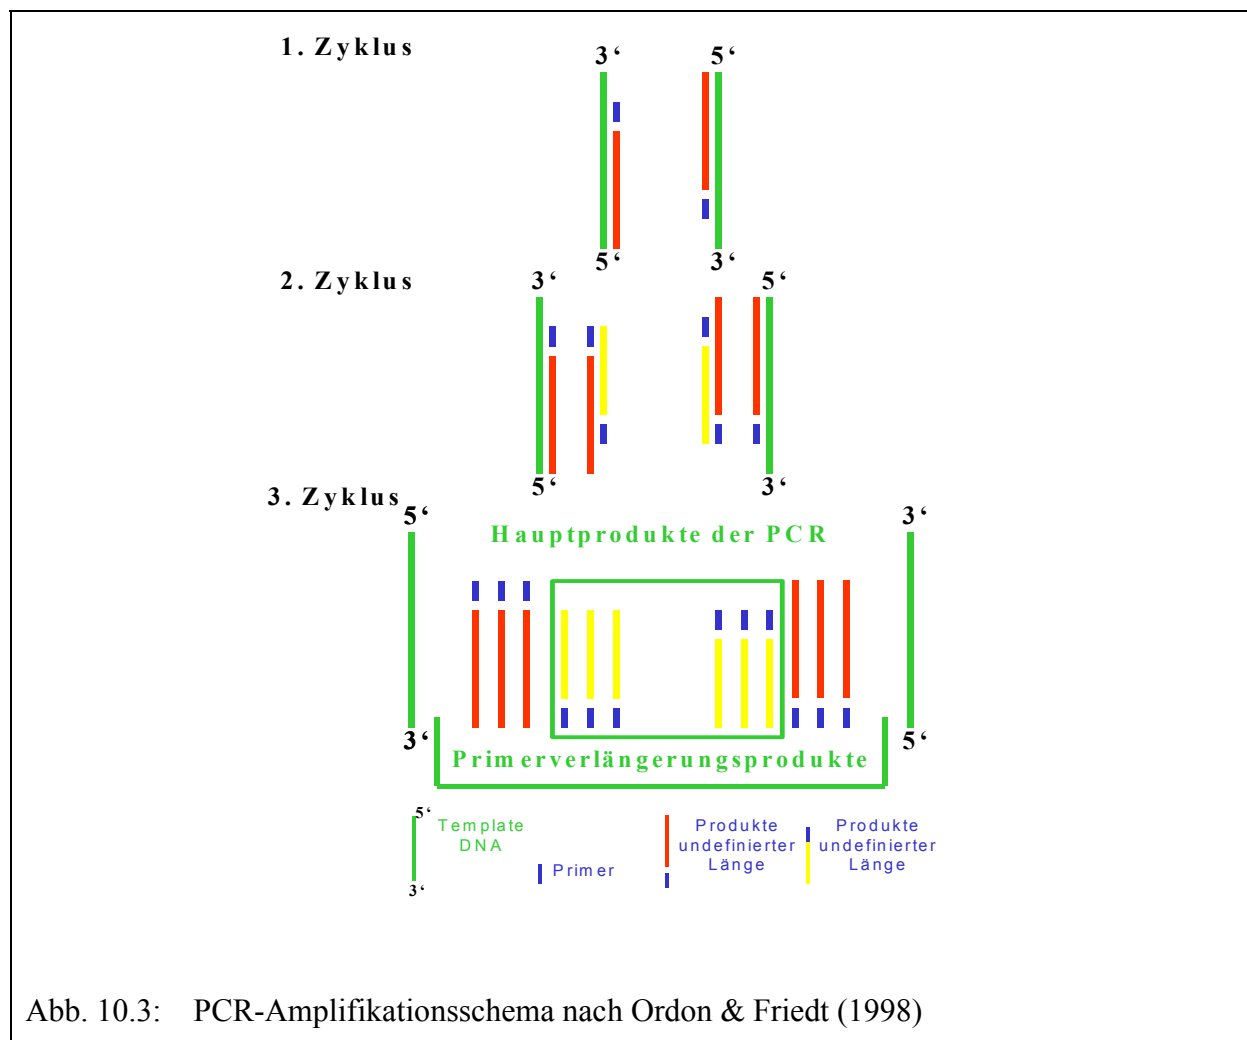 1. Zyklus
3‘ 5‘
5‘ 3‘
2. Zyklus
3‘ 5‘
5‘ 3‘
3. Zyklus
5‘ 3‘
Hauptprodukte der PCR
3‘ 5‘
Primerverlängerungsprodukte
5‘
Template
DNA
3‘
Primer
Produkte
undefinierter
Länge
Produkte
undefinierter
Länge
Abb. 10.3: PCR-Amplifikationsschema nach Ordon & Friedt (1998)